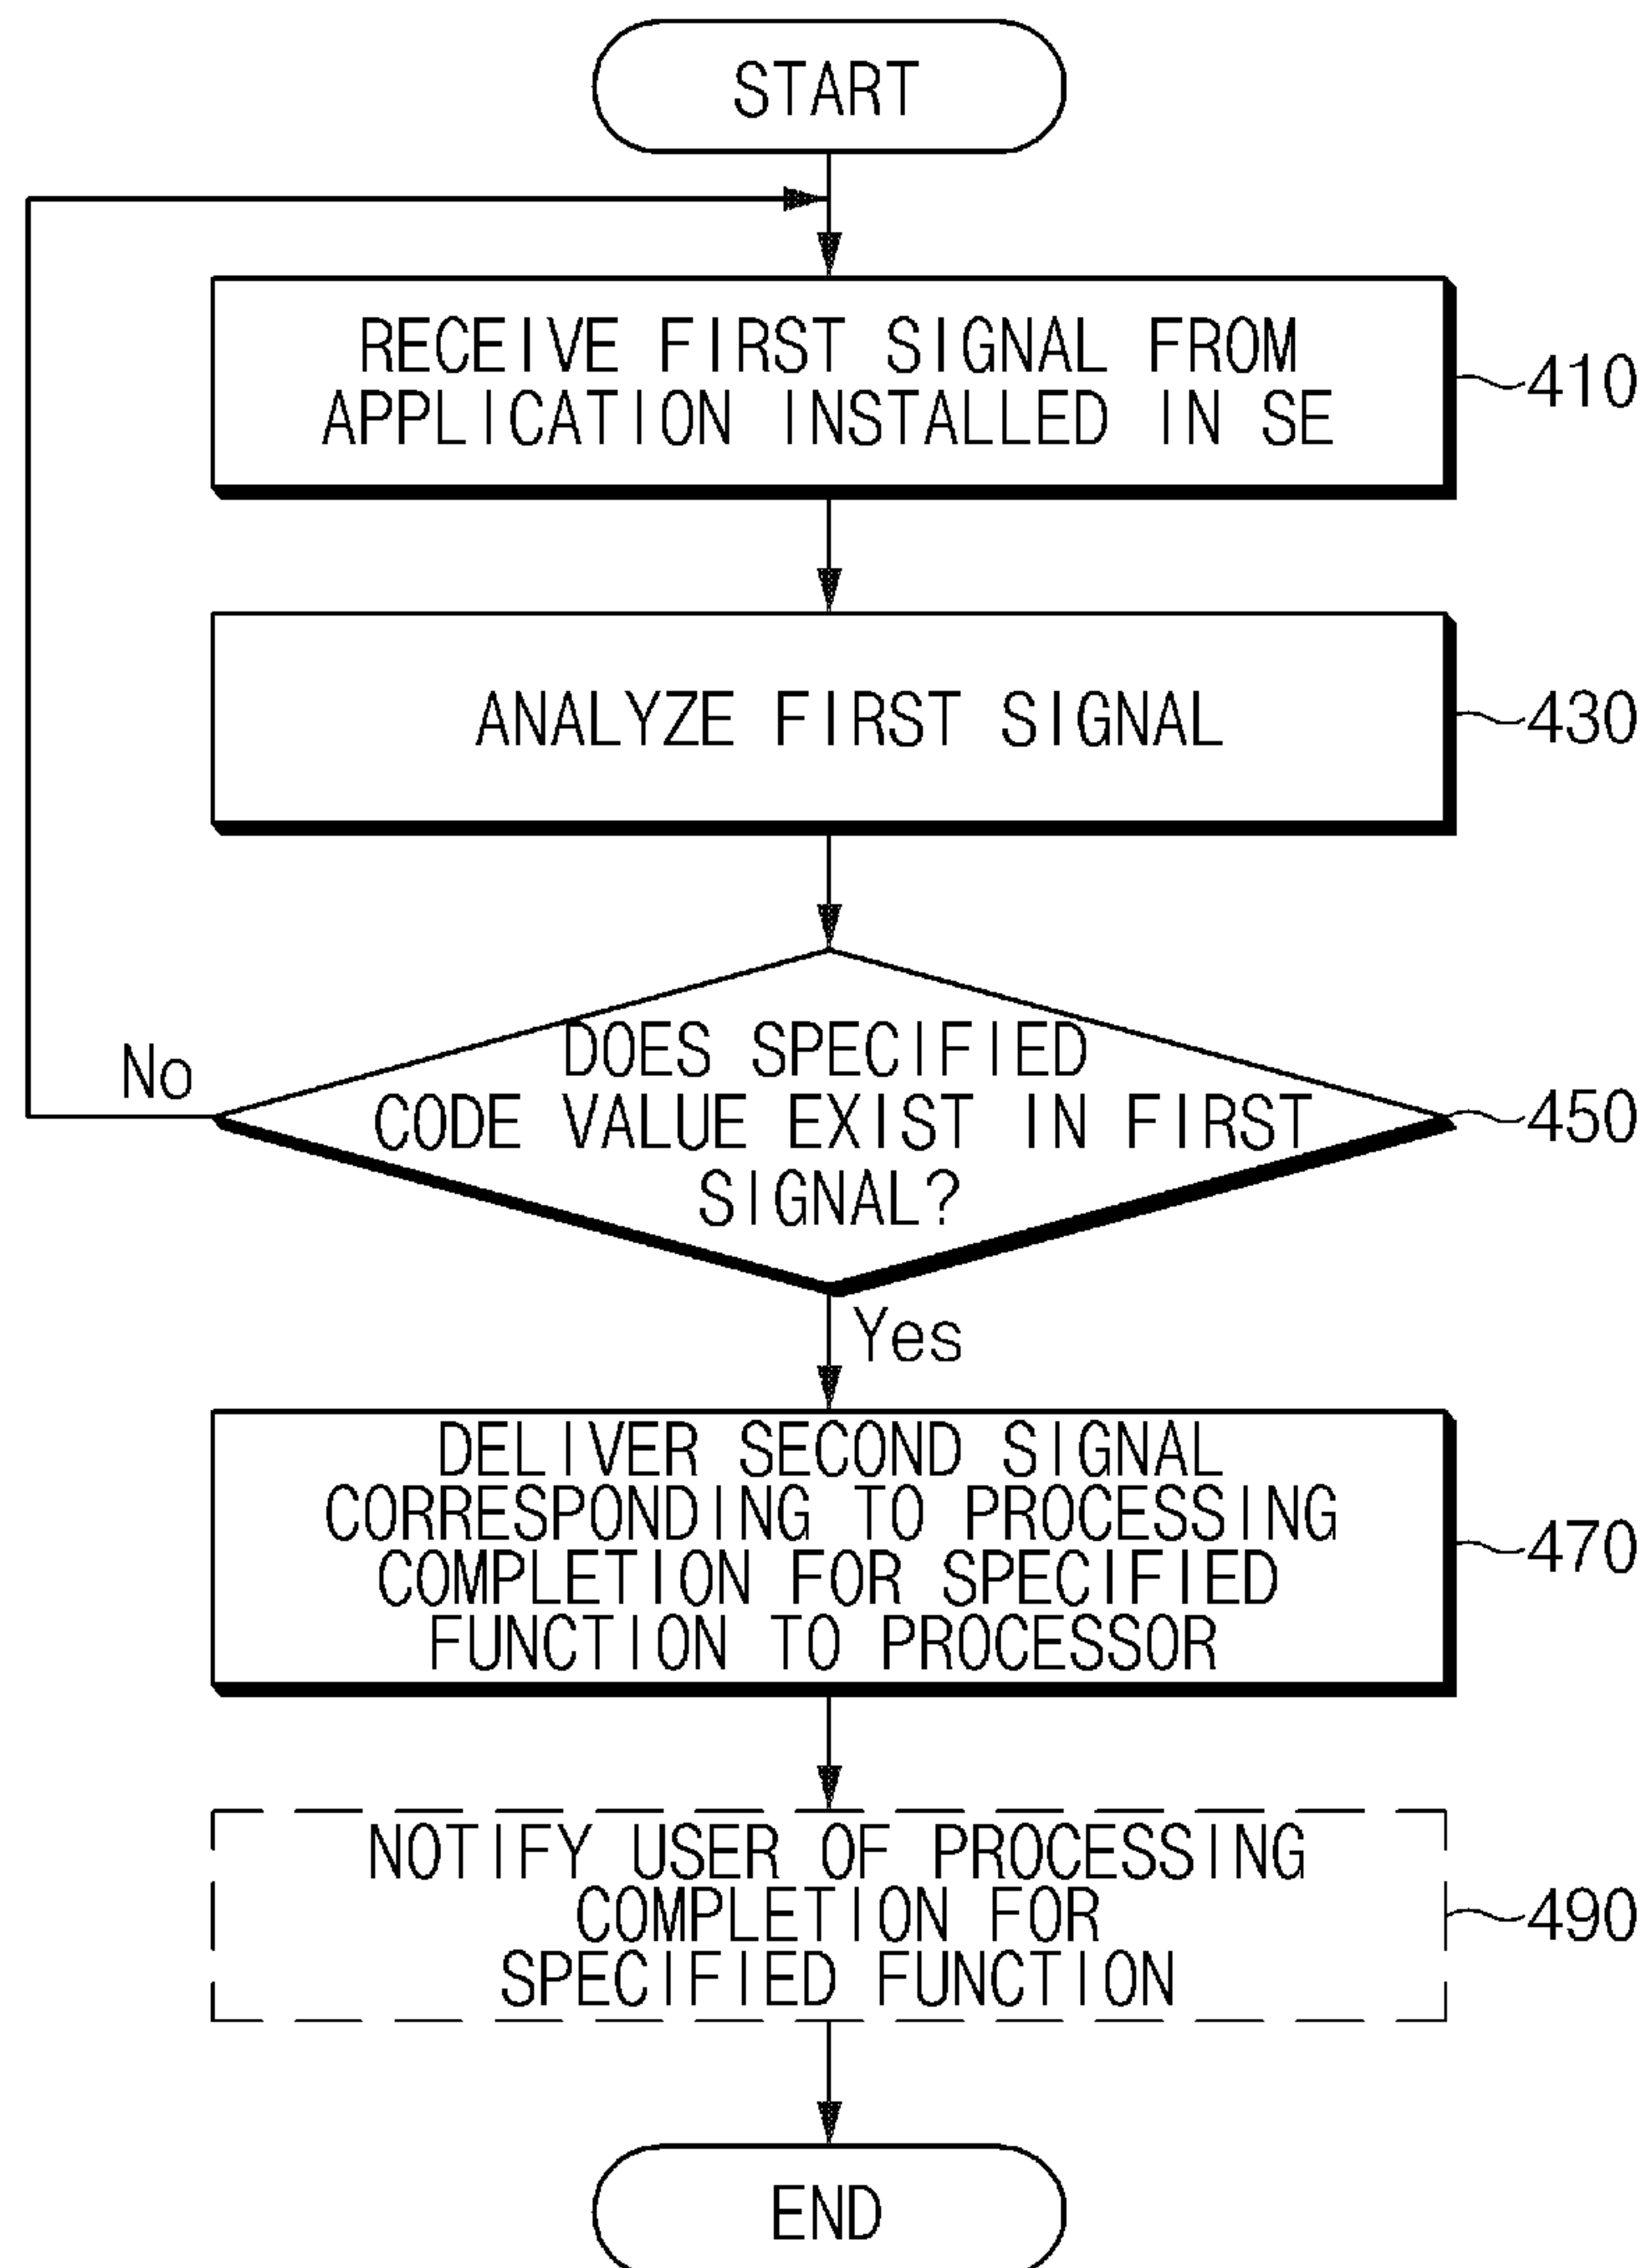 START
RECEIVE FIRST SIGNAL FROM
APPLICATION INSTALLED IN SE
410
ANALYZE FIRST SIGNAL
430
DOES SPECIFIED
CODE VALUE EXIST IN FIRST
SIGNAL?
450
No
Yes
DELIVER SECOND SIGNAL
CORRESPONDING TO PROCESSING
COMPLETION FOR SPECIFIED
FUNCTION TO PROCESSOR
470
NOTIFY USER OF PROCESSING
COMPLETION FOR
SPECIFIED FUNCTION
490
END